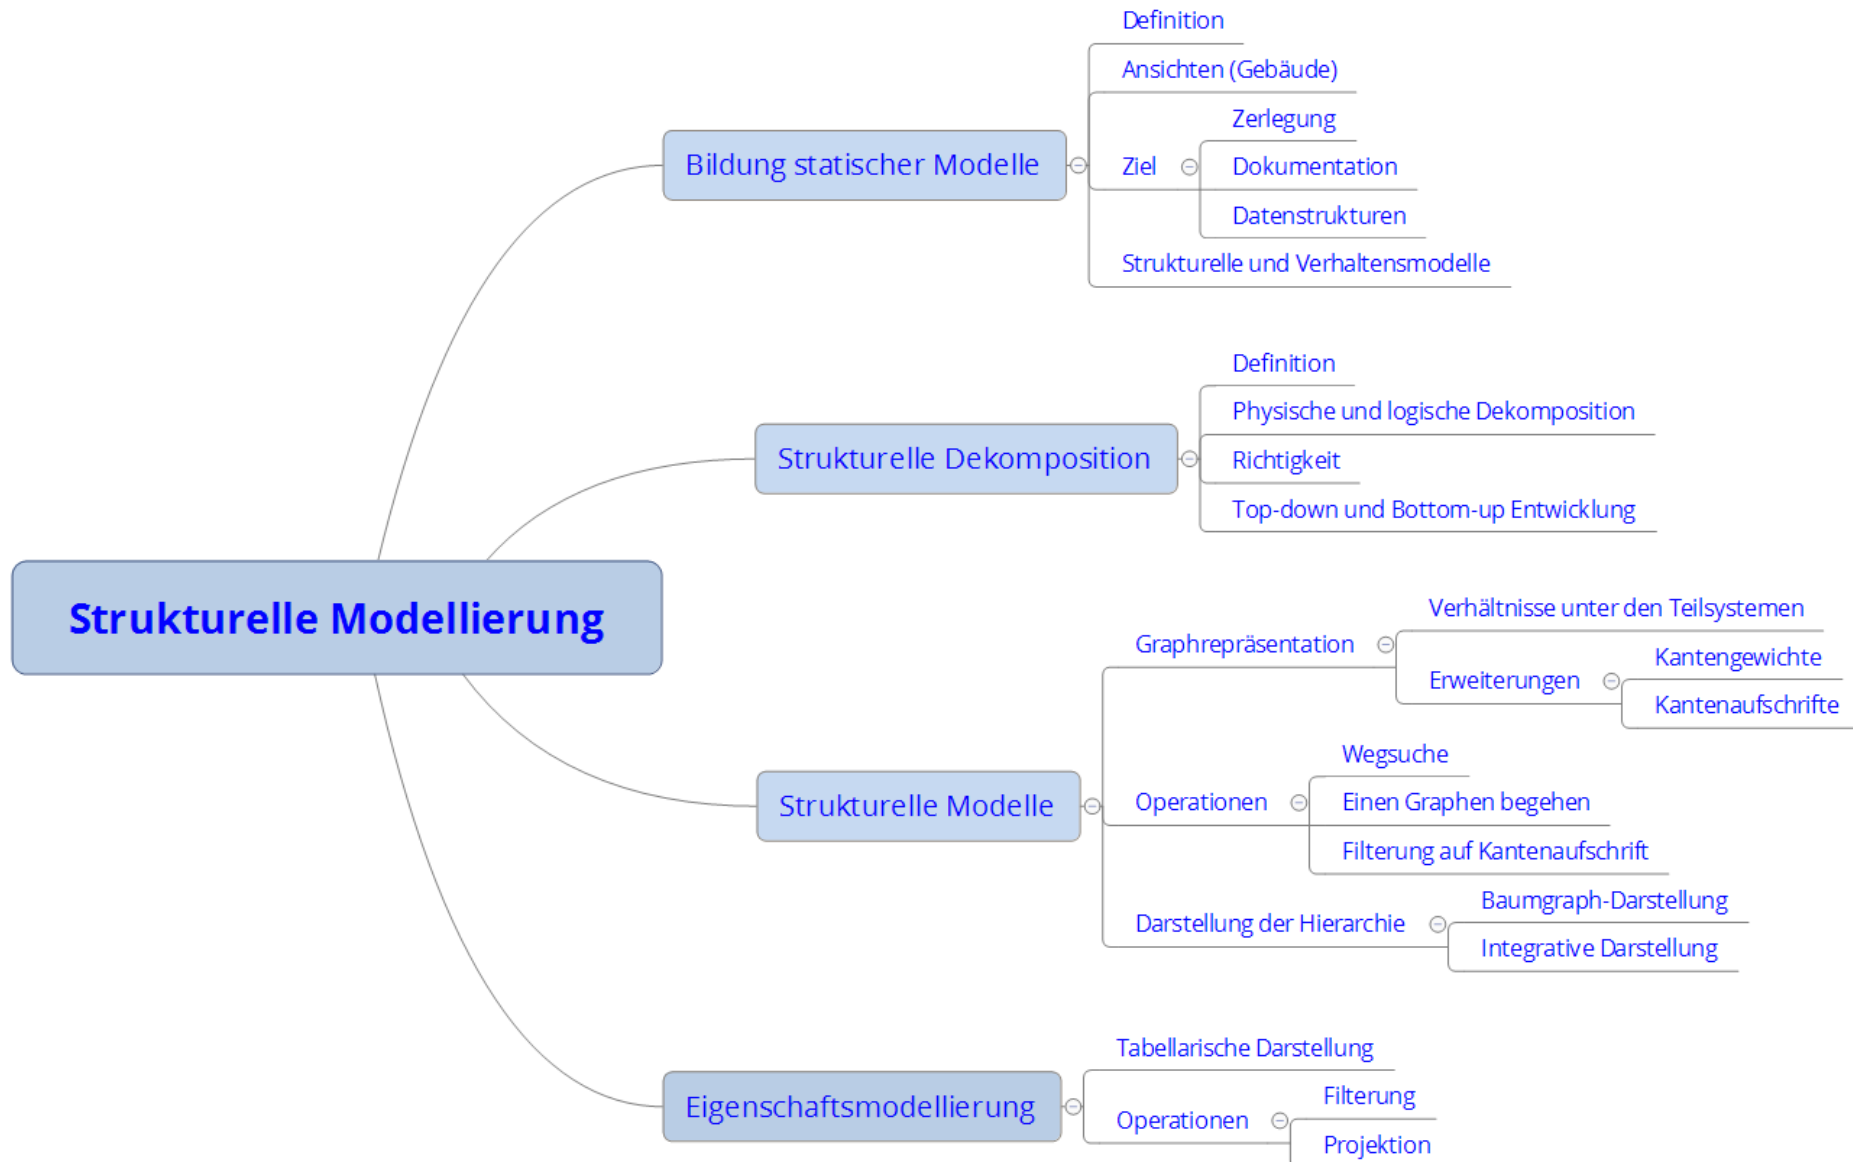 Strukturelle Modellierung
Bildung statischer Modelle
Definition
Ansichten (Gebäude)
Ziel
Zerlegung
Dokumentation
Datenstrukturen
Strukturelle und Verhaltensmodelle
Strukturelle Dekomposition
Definition
Physische und logische Dekomposition
Richtigkeit
Top-down und Bottom-up Entwicklung
Strukturelle Modelle
Graphrepräsentation
Verhältnisse unter den Teilsystemen
Erweiterungen
Kantengewichte
Kantenaufschrifte
Operationen
Wegsuche
Einen Graphen begehen
Filterung auf Kantenaufschrift
Darstellung der Hierarchie
Baumgraph-Darstellung
Integrative Darstellung
Eigenschaftsmodellierung
Tabellarische Darstellung
Operationen
Filterung
Projektion